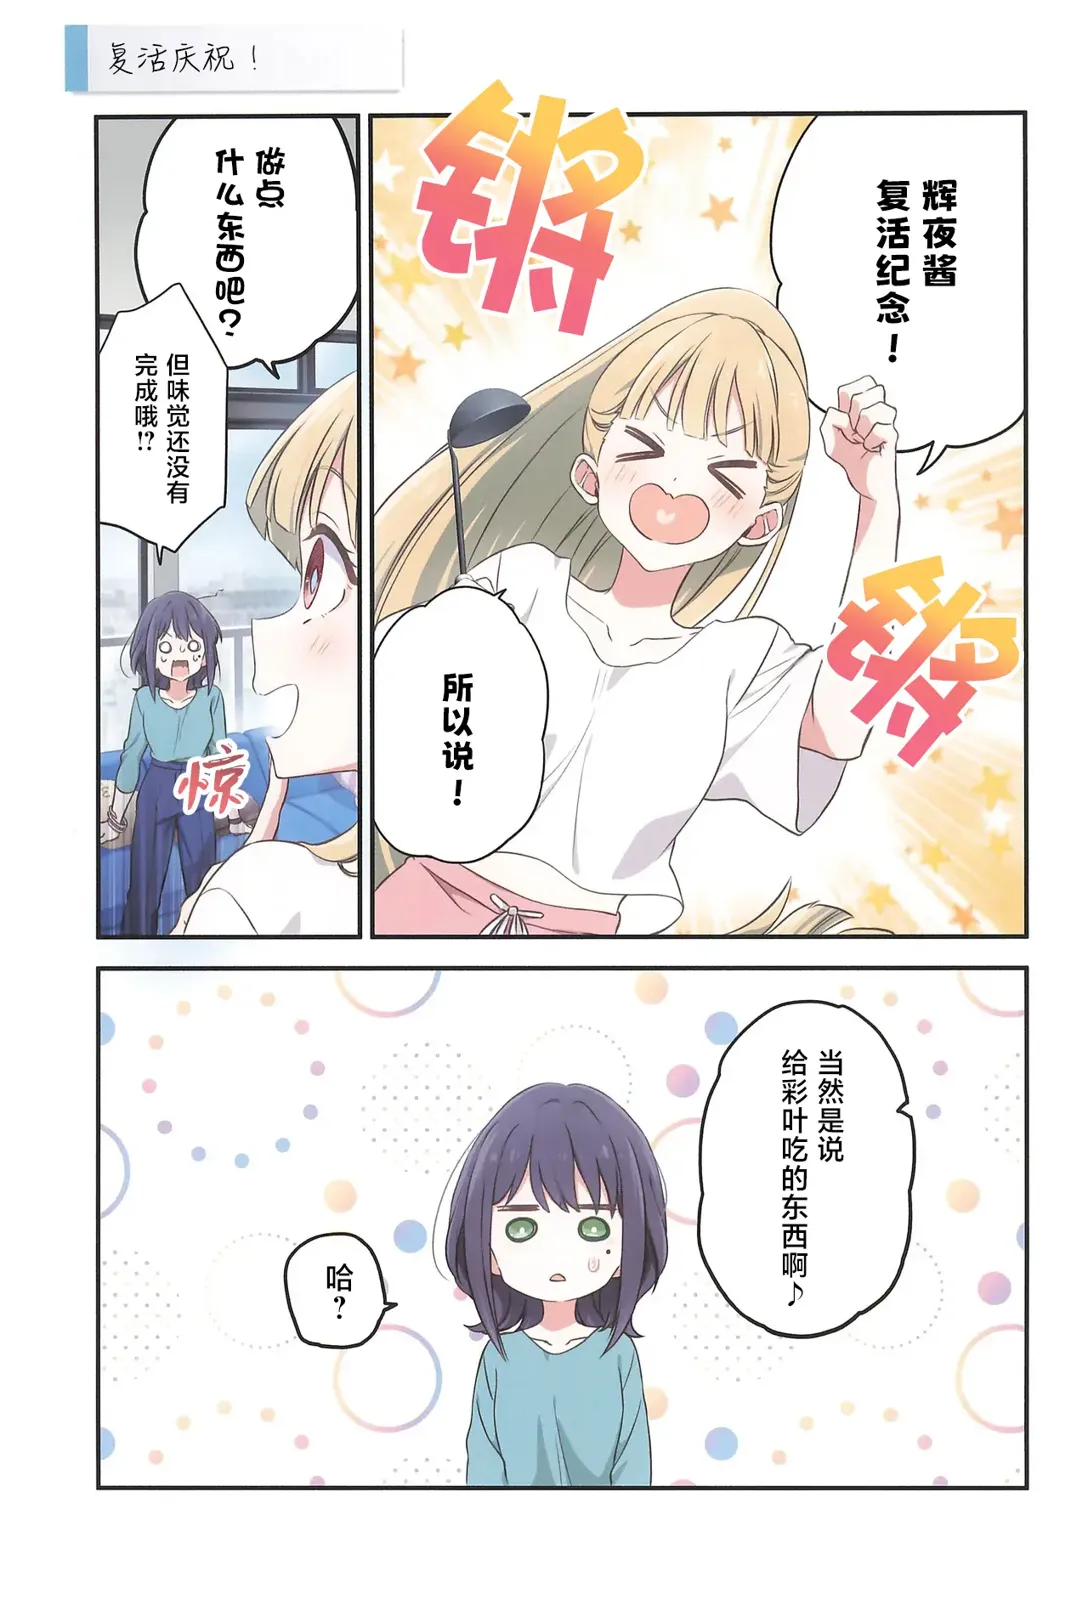 复活庆祝！
辉夜酱
复活纪念！
锵
锵
所以说！
做点
什么东西吧？
但味觉还没有
完成哦!?
惊
当然是说
给彩叶吃的东西啊♪
哈？